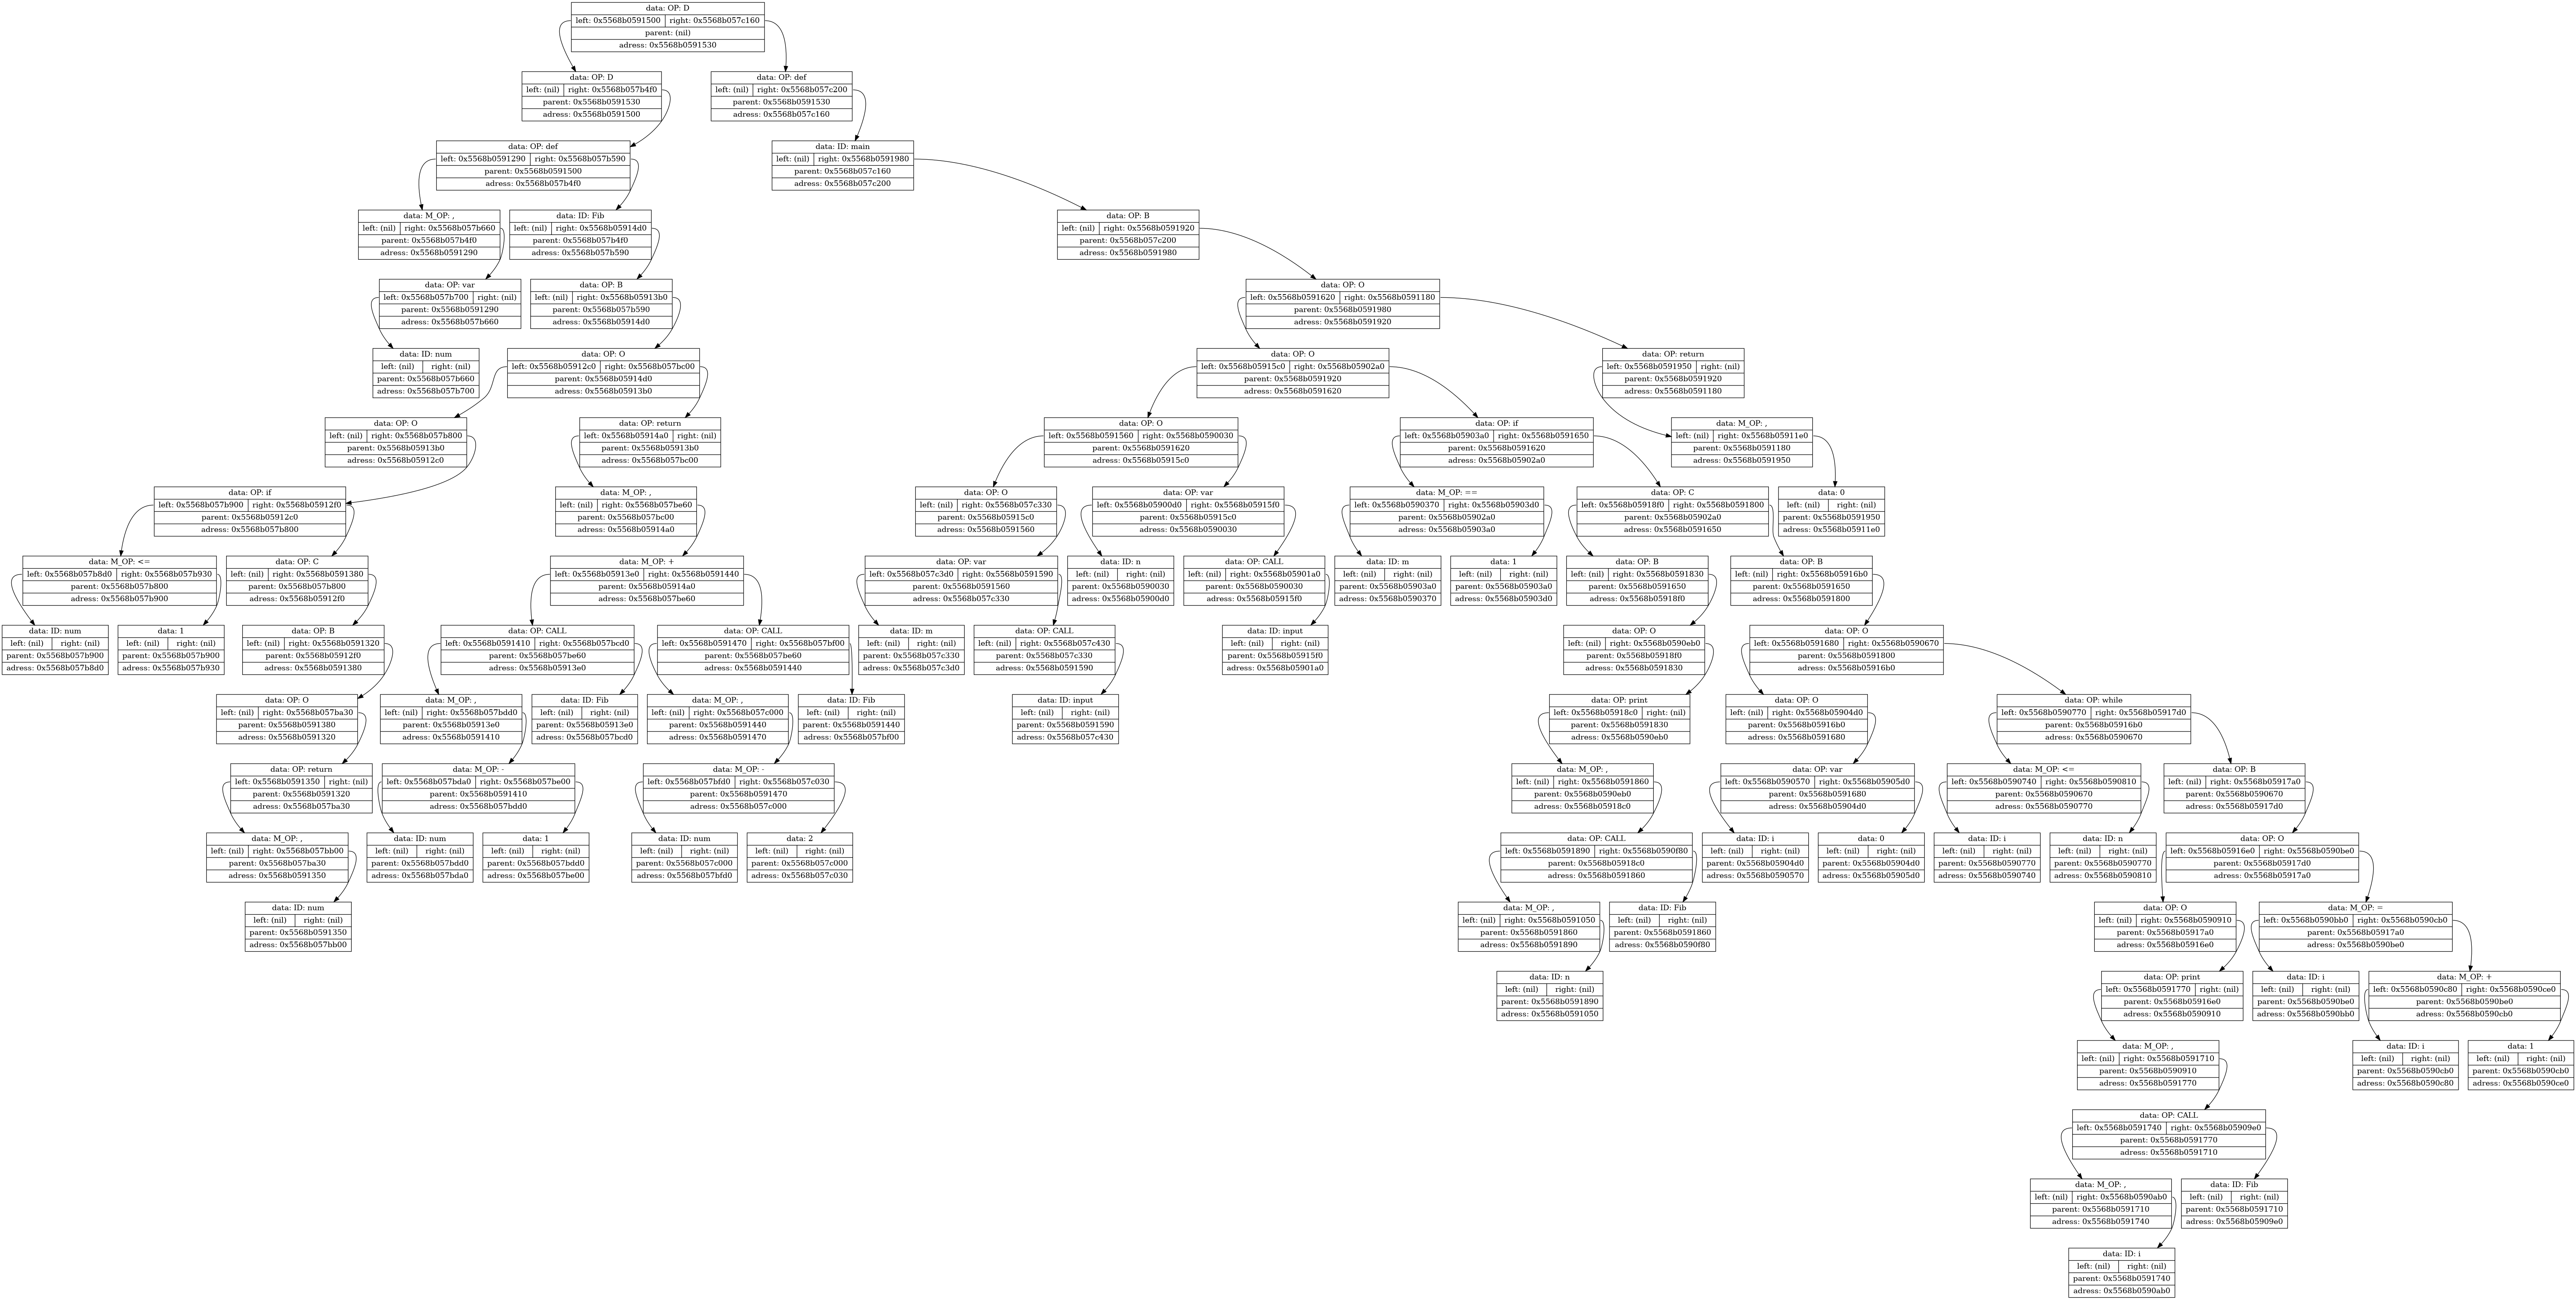 data: OP: D
left: 0x5568b0591500 right: 0x5568b057c160
parent: (nil)
adress: 0x5568b0591530
data: OP: D
left: (nil) right: 0x5568b057b4f0
parent: 0x5568b0591530
adress: 0x5568b0591500
data: OP: def
left: (nil) right: 0x5568b057c200
parent: 0x5568b0591530
adress: 0x5568b057c160
data: OP: def
left: 0x5568b0591290 right: 0x5568b057b590
parent: 0x5568b0591500
adress: 0x5568b057b4f0
data: ID: main
left: (nil) right: 0x5568b0591980
parent: 0x5568b057c160
adress: 0x5568b057c200
data: M_OP: ,
left: (nil) right: 0x5568b057b660
parent: 0x5568b057b4f0
adress: 0x5568b0591290
data: ID: Fib
left: (nil) right: 0x5568b05914d0
parent: 0x5568b057b4f0
adress: 0x5568b057b590
data: OP: B
left: (nil) right: 0x5568b0591920
parent: 0x5568b057c200
adress: 0x5568b0591980
data: OP: var
left: 0x5568b057b700 right: (nil)
parent: 0x5568b0591290
adress: 0x5568b057b660
data: OP: B
left: (nil) right: 0x5568b05913b0
parent: 0x5568b057b590
adress: 0x5568b05914d0
data: OP: O
left: 0x5568b0591620 right: 0x5568b0591180
parent: 0x5568b0591980
adress: 0x5568b0591920
data: ID: num
left: (nil) right: (nil)
parent: 0x5568b057b660
adress: 0x5568b057b700
data: OP: O
left: 0x5568b05912c0 right: 0x5568b057bc00
parent: 0x5568b05914d0
adress: 0x5568b05913b0
data: OP: O
left: 0x5568b05915c0 right: 0x5568b05902a0
parent: 0x5568b0591920
adress: 0x5568b0591620
data: OP: return
left: 0x5568b0591950 right: (nil)
parent: 0x5568b0591920
adress: 0x5568b0591180
data: OP: O
left: (nil) right: 0x5568b057b800
parent: 0x5568b05913b0
adress: 0x5568b05912c0
data: OP: return
left: 0x5568b05914a0 right: (nil)
parent: 0x5568b05913b0
adress: 0x5568b057bc00
data: OP: O
left: 0x5568b0591560 right: 0x5568b0590030
parent: 0x5568b0591620
adress: 0x5568b05915c0
data: OP: if
left: 0x5568b05903a0 right: 0x5568b0591650
parent: 0x5568b0591620
adress: 0x5568b05902a0
data: M_OP: ,
left: (nil) right: 0x5568b05911e0
parent: 0x5568b0591180
adress: 0x5568b0591950
data: OP: if
left: 0x5568b057b900 right: 0x5568b05912f0
parent: 0x5568b05912c0
adress: 0x5568b057b800
data: M_OP: ,
left: (nil) right: 0x5568b057be60
parent: 0x5568b057bc00
adress: 0x5568b05914a0
data: OP: O
left: (nil) right: 0x5568b057c330
parent: 0x5568b05915c0
adress: 0x5568b0591560
data: OP: var
left: 0x5568b05900d0 right: 0x5568b05915f0
parent: 0x5568b05915c0
adress: 0x5568b0590030
data: M_OP: ==
left: 0x5568b0590370 right: 0x5568b05903d0
parent: 0x5568b05902a0
adress: 0x5568b05903a0
data: OP: C
left: 0x5568b05918f0 right: 0x5568b0591800
parent: 0x5568b05902a0
adress: 0x5568b0591650
data: 0
left: (nil) right: (nil)
parent: 0x5568b0591950
adress: 0x5568b05911e0
data: M_OP: <=
left: 0x5568b057b8d0 right: 0x5568b057b930
parent: 0x5568b057b800
adress: 0x5568b057b900
data: OP: C
left: (nil) right: 0x5568b0591380
parent: 0x5568b057b800
adress: 0x5568b05912f0
data: M_OP: +
left: 0x5568b05913e0 right: 0x5568b0591440
parent: 0x5568b05914a0
adress: 0x5568b057be60
data: OP: var
left: 0x5568b057c3d0 right: 0x5568b0591590
parent: 0x5568b0591560
adress: 0x5568b057c330
data: ID: n
left: (nil) right: (nil)
parent: 0x5568b0590030
adress: 0x5568b05900d0
data: OP: CALL
left: (nil) right: 0x5568b05901a0
parent: 0x5568b0590030
adress: 0x5568b05915f0
data: ID: m
left: (nil) right: (nil)
parent: 0x5568b05903a0
adress: 0x5568b0590370
data: 1
left: (nil) right: (nil)
parent: 0x5568b05903a0
adress: 0x5568b05903d0
data: OP: B
left: (nil) right: 0x5568b0591830
parent: 0x5568b0591650
adress: 0x5568b05918f0
data: OP: B
left: (nil) right: 0x5568b05916b0
parent: 0x5568b0591650
adress: 0x5568b0591800
data: ID: num
left: (nil) right: (nil)
parent: 0x5568b057b900
adress: 0x5568b057b8d0
data: 1
left: (nil) right: (nil)
parent: 0x5568b057b900
adress: 0x5568b057b930
data: OP: B
left: (nil) right: 0x5568b0591320
parent: 0x5568b05912f0
adress: 0x5568b0591380
data: OP: CALL
left: 0x5568b0591410 right: 0x5568b057bcd0
parent: 0x5568b057be60
adress: 0x5568b05913e0
data: OP: CALL
left: 0x5568b0591470 right: 0x5568b057bf00
parent: 0x5568b057be60
adress: 0x5568b0591440
data: ID: m
left: (nil) right: (nil)
parent: 0x5568b057c330
adress: 0x5568b057c3d0
data: OP: CALL
left: (nil) right: 0x5568b057c430
parent: 0x5568b057c330
adress: 0x5568b0591590
data: ID: input
left: (nil) right: (nil)
parent: 0x5568b05915f0
adress: 0x5568b05901a0
data: OP: O
left: (nil) right: 0x5568b0590eb0
parent: 0x5568b05918f0
adress: 0x5568b0591830
data: OP: O
left: 0x5568b0591680 right: 0x5568b0590670
parent: 0x5568b0591800
adress: 0x5568b05916b0
data: OP: O
left: (nil) right: 0x5568b057ba30
parent: 0x5568b0591380
adress: 0x5568b0591320
data: M_OP: ,
left: (nil) right: 0x5568b057bdd0
parent: 0x5568b05913e0
adress: 0x5568b0591410
data: ID: Fib
left: (nil) right: (nil)
parent: 0x5568b05913e0
adress: 0x5568b057bcd0
data: M_OP: ,
left: (nil) right: 0x5568b057c000
parent: 0x5568b0591440
adress: 0x5568b0591470
data: ID: Fib
left: (nil) right: (nil)
parent: 0x5568b0591440
adress: 0x5568b057bf00
data: ID: input
left: (nil) right: (nil)
parent: 0x5568b0591590
adress: 0x5568b057c430
data: OP: print
left: 0x5568b05918c0 right: (nil)
parent: 0x5568b0591830
adress: 0x5568b0590eb0
data: OP: O
left: (nil) right: 0x5568b05904d0
parent: 0x5568b05916b0
adress: 0x5568b0591680
data: OP: while
left: 0x5568b0590770 right: 0x5568b05917d0
parent: 0x5568b05916b0
adress: 0x5568b0590670
data: OP: return
left: 0x5568b0591350 right: (nil)
parent: 0x5568b0591320
adress: 0x5568b057ba30
data: M_OP: -
left: 0x5568b057bda0 right: 0x5568b057be00
parent: 0x5568b0591410
adress: 0x5568b057bdd0
data: M_OP: -
left: 0x5568b057bfd0 right: 0x5568b057c030
parent: 0x5568b0591470
adress: 0x5568b057c000
data: M_OP: ,
left: (nil) right: 0x5568b0591860
parent: 0x5568b0590eb0
adress: 0x5568b05918c0
data: OP: var
left: 0x5568b0590570 right: 0x5568b05905d0
parent: 0x5568b0591680
adress: 0x5568b05904d0
data: M_OP: <=
left: 0x5568b0590740 right: 0x5568b0590810
parent: 0x5568b0590670
adress: 0x5568b0590770
data: OP: B
left: (nil) right: 0x5568b05917a0
parent: 0x5568b0590670
adress: 0x5568b05917d0
data: M_OP: ,
left: (nil) right: 0x5568b057bb00
parent: 0x5568b057ba30
adress: 0x5568b0591350
data: ID: num
left: (nil) right: (nil)
parent: 0x5568b057bdd0
adress: 0x5568b057bda0
data: 1
left: (nil) right: (nil)
parent: 0x5568b057bdd0
adress: 0x5568b057be00
data: ID: num
left: (nil) right: (nil)
parent: 0x5568b057c000
adress: 0x5568b057bfd0
data: 2
left: (nil) right: (nil)
parent: 0x5568b057c000
adress: 0x5568b057c030
data: OP: CALL
left: 0x5568b0591890 right: 0x5568b0590f80
parent: 0x5568b05918c0
adress: 0x5568b0591860
data: ID: i
left: (nil) right: (nil)
parent: 0x5568b05904d0
adress: 0x5568b0590570
data: 0
left: (nil) right: (nil)
parent: 0x5568b05904d0
adress: 0x5568b05905d0
data: ID: i
left: (nil) right: (nil)
parent: 0x5568b0590770
adress: 0x5568b0590740
data: ID: n
left: (nil) right: (nil)
parent: 0x5568b0590770
adress: 0x5568b0590810
data: OP: O
left: 0x5568b05916e0 right: 0x5568b0590be0
parent: 0x5568b05917d0
adress: 0x5568b05917a0
data: ID: num
left: (nil) right: (nil)
parent: 0x5568b0591350
adress: 0x5568b057bb00
data: M_OP: ,
left: (nil) right: 0x5568b0591050
parent: 0x5568b0591860
adress: 0x5568b0591890
data: ID: Fib
left: (nil) right: (nil)
parent: 0x5568b0591860
adress: 0x5568b0590f80
data: OP: O
left: (nil) right: 0x5568b0590910
parent: 0x5568b05917a0
adress: 0x5568b05916e0
data: M_OP: =
left: 0x5568b0590bb0 right: 0x5568b0590cb0
parent: 0x5568b05917a0
adress: 0x5568b0590be0
data: ID: n
left: (nil) right: (nil)
parent: 0x5568b0591890
adress: 0x5568b0591050
data: OP: print
left: 0x5568b0591770 right: (nil)
parent: 0x5568b05916e0
adress: 0x5568b0590910
data: ID: i
left: (nil) right: (nil)
parent: 0x5568b0590be0
adress: 0x5568b0590bb0
data: M_OP: +
left: 0x5568b0590c80 right: 0x5568b0590ce0
parent: 0x5568b0590be0
adress: 0x5568b0590cb0
data: M_OP: ,
left: (nil) right: 0x5568b0591710
parent: 0x5568b0590910
adress: 0x5568b0591770
data: ID: i
left: (nil) right: (nil)
parent: 0x5568b0590cb0
adress: 0x5568b0590c80
data: 1
left: (nil) right: (nil)
parent: 0x5568b0590cb0
adress: 0x5568b0590ce0
data: OP: CALL
left: 0x5568b0591740 right: 0x5568b05909e0
parent: 0x5568b0591770
adress: 0x5568b0591710
data: M_OP: ,
left: (nil) right: 0x5568b0590ab0
parent: 0x5568b0591710
adress: 0x5568b0591740
data: ID: Fib
left: (nil) right: (nil)
parent: 0x5568b0591710
adress: 0x5568b05909e0
data: ID: i
left: (nil) right: (nil)
parent: 0x5568b0591740
adress: 0x5568b0590ab0